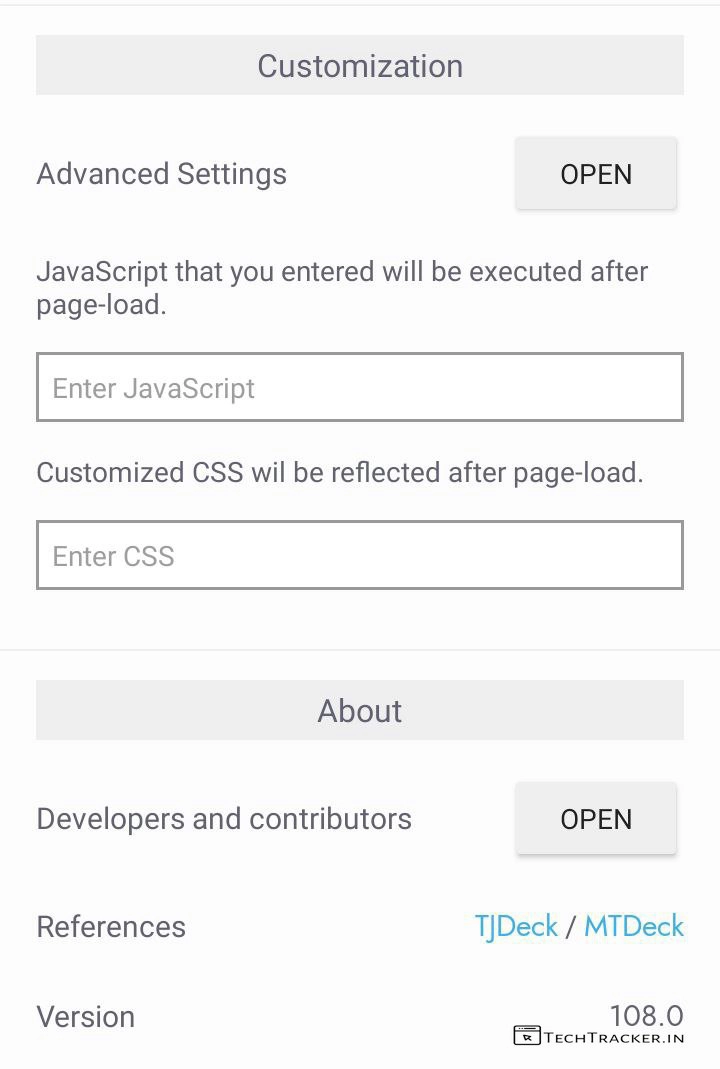 Customization
Advanced Settings OPEN
JavaScript that you entered will be executed after
page-load.
Enter JavaScript
Customized CSS wil be reflected after page-load.
Enter CSS
About
Developers and contributors OPEN
References TJDeck / MTDeck
Version 108.0
TECHTRACKER.IN